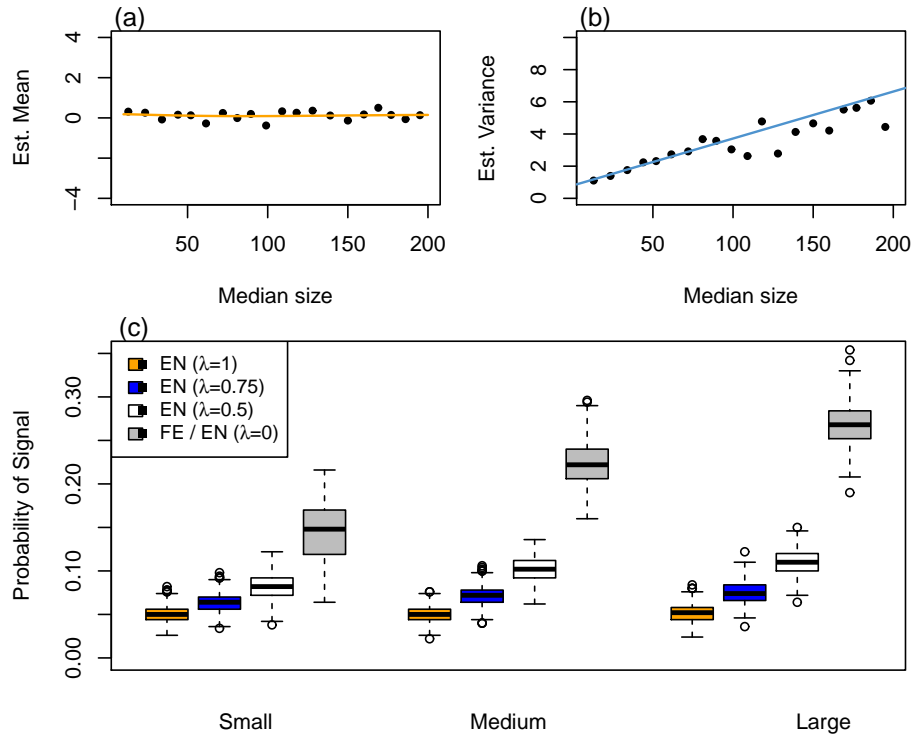 (a)
Est. Mean
4
2
0
−4
50
100
150
200
Median size
(b)
Est. Variance
10
8
6
4
2
0
50
100
150
200
Median size
(c)
Probability of Signal
0.30
0.20
0.10
0.00
EN (λ=1)
EN (λ=0.75)
EN (λ=0.5)
FE / EN (λ=0)
Small
Medium
Large